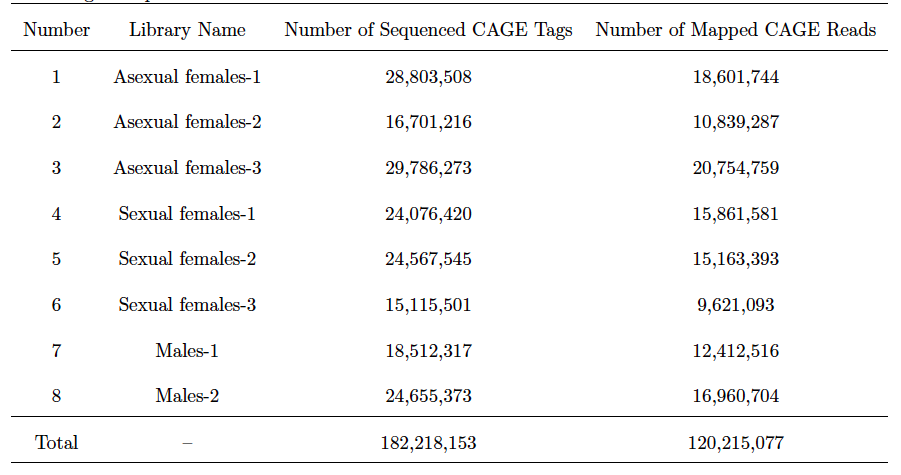 Number Library Name Number of Sequenced CAGE Tags Number of Mapped CAGE Reads
1 Asexual females-1 28,803,508 18,601,744
2 Asexual females-2 16,701,216 10,839,287
3 Asexual females-3 29,786,273 20,754,759
4 Sexual females-1 24,076,420 15,861,581
5 Sexual females-2 24,567,545 15,163,393
6 Sexual females-3 15,115,501 9,621,093
7 Males-1 18,512,317 12,412,516
8 Males-2 24,655,373 16,960,704
Total – 182,218,153 120,215,077